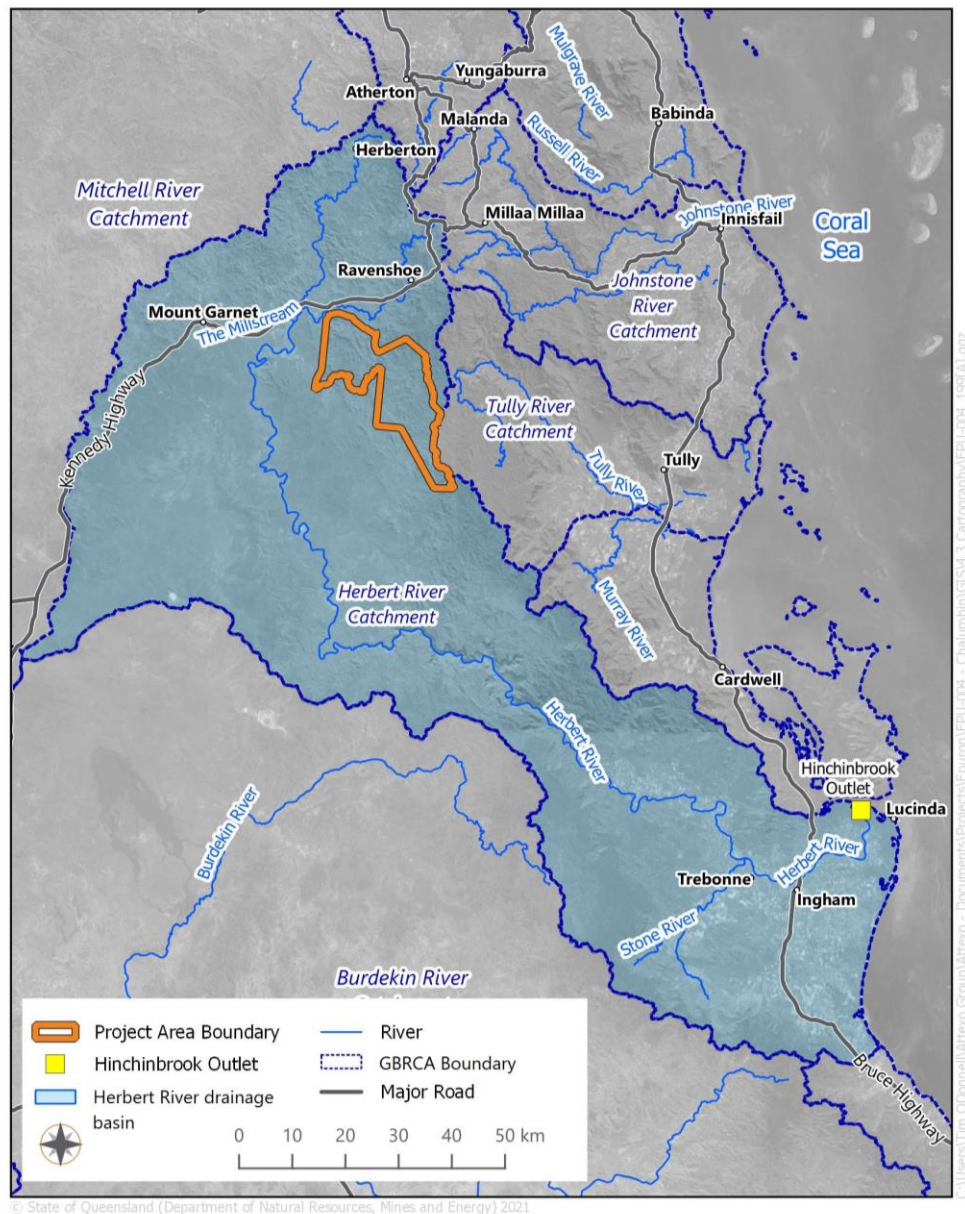 Mulgrave River
Yungaburra
Atherton
Malanda
Babinda
Russell River
Herberton
Mitchell River
Catchment
Millaa Millaa
Johnstone River
Innisfail
Coral
Sea
Ravenshoe
Johnstone
River
Catchment
Mount Garnet
The Millstream
Kennedy Highway
Tully River
Catchment
Tully
Tully River
Herbert River
Catchment
Murray River
Cardwell
Herbert River
Hinchinbrook
Outlet
Lucinda
Burdekin River
Herbert River
Trebonne
Ingham
Stone River
Burdekin River
Bruce Highway
Project Area Boundary
Hinchinbrook Outlet
Herbert River drainage
basin
River
GBRCA Boundary
Major Road
0 10 20 30 40 50 km
© State of Queensland (Department of Natural Resources, Mines and Energy) 2021